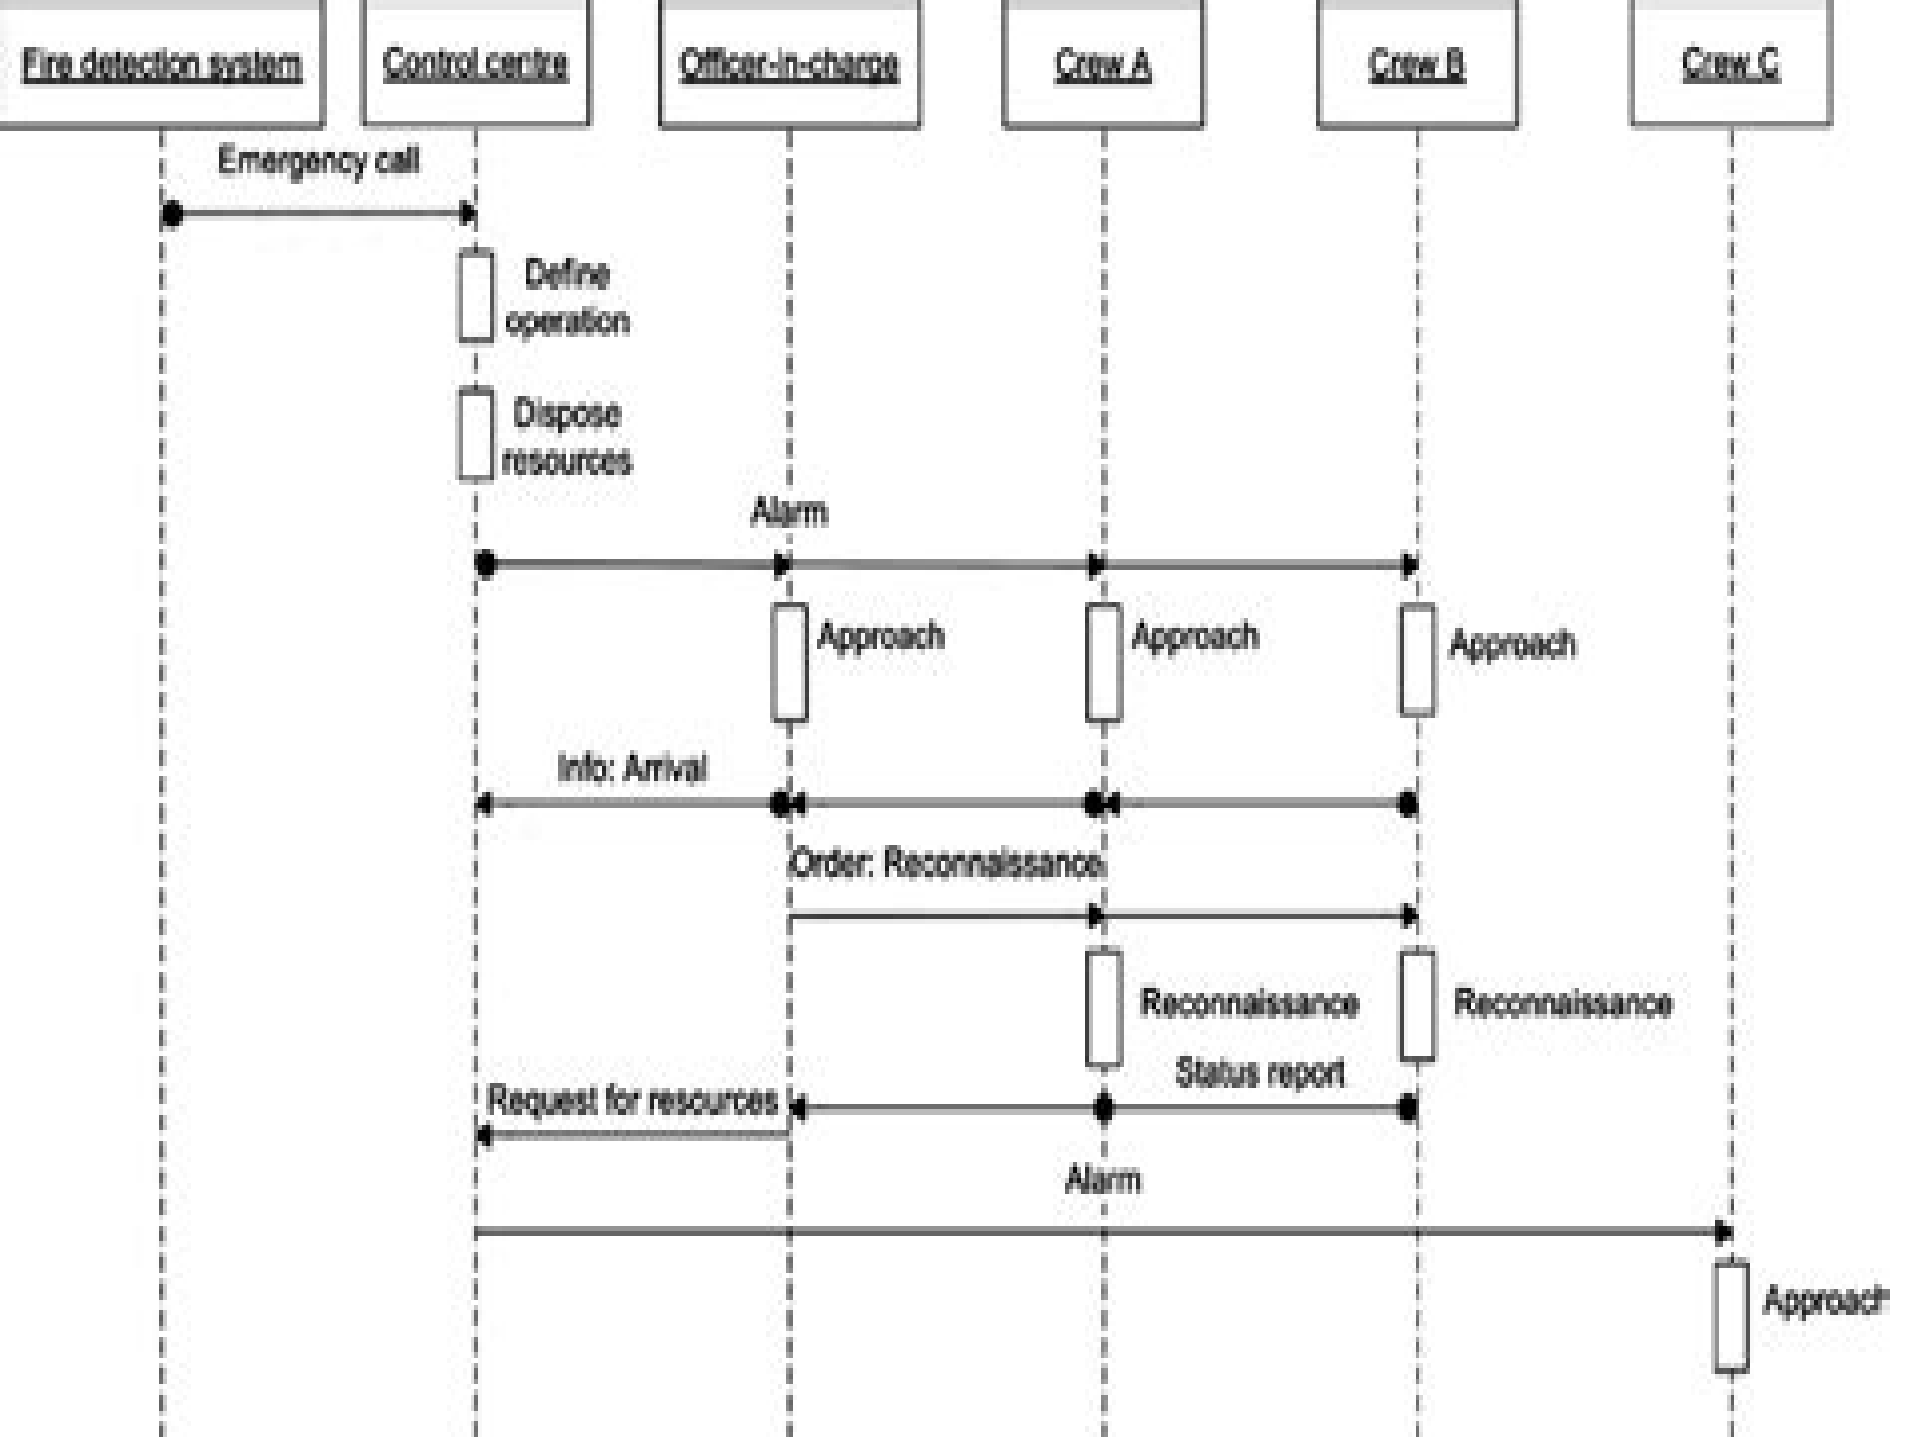 Fire detection system
Control centre
Officer-in-charge
Crew A
Crew B
Crew C
Emergency call
Define
operation
Dispose
resources
Alarm
Approach
Approach
Approach
Info: Arrival
Order: Reconnaissance
Reconnaissance
Reconnaissance
Status report
Request for resources
Alarm
Approach